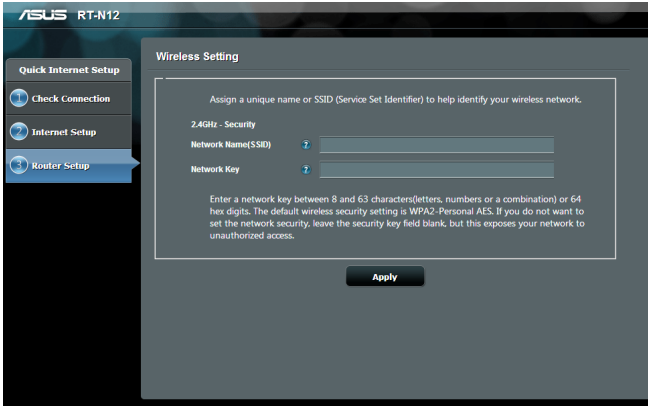 ASUS RT-N12
Quick Internet Setup
1 Check Connection
2 Internet Setup
3 Router Setup
Wireless Setting
Assign a unique name or SSID (Service Set Identifier) to help identify your wireless network.
2.4GHz - Security
Network Name(SSID) ?
Network Key ?
Enter a network key between 8 and 63 characters(letters, numbers or a combination) or 64
hex digits. The default wireless security setting is WPA2-Personal AES. If you do not want to
set the network security, leave the security key field blank, but this exposes your network to
unauthorized access.
Apply